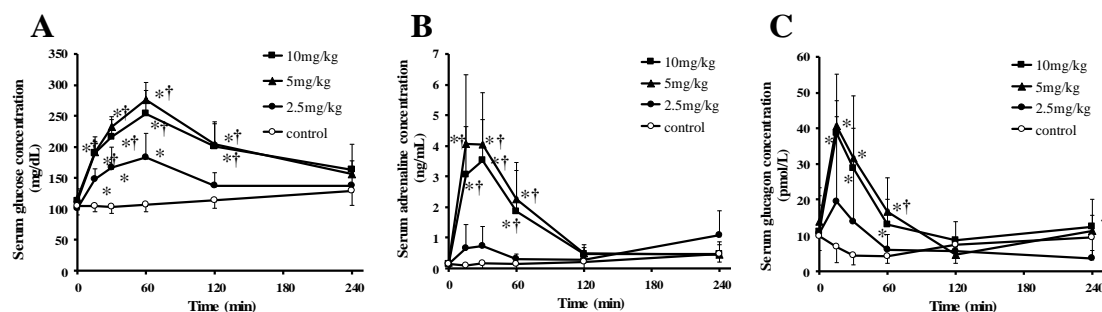 A
B
C
Serum glucose concentration
(mg/dL)
350
300
250
200
150
100
50
0
0
60
120
180
240
Time (min)
10mg/kg
5mg/kg
2.5mg/kg
control
*†
*†
*†
*†
*†
*†
*†
*†
*
*
*
Serum adrenaline concentration
(ng/mL)
7
6
5
4
3
2
1
0
0
60
120
180
240
Time (min)
10mg/kg
5mg/kg
2.5mg/kg
control
*†
*†
*†
*†
*†
*†
Serum glucagon concentration
(pmol/L)
60
50
40
30
20
10
0
0
60
120
180
240
Time (min)
10mg/kg
5mg/kg
2.5mg/kg
control
*
*
*
*
*†
*